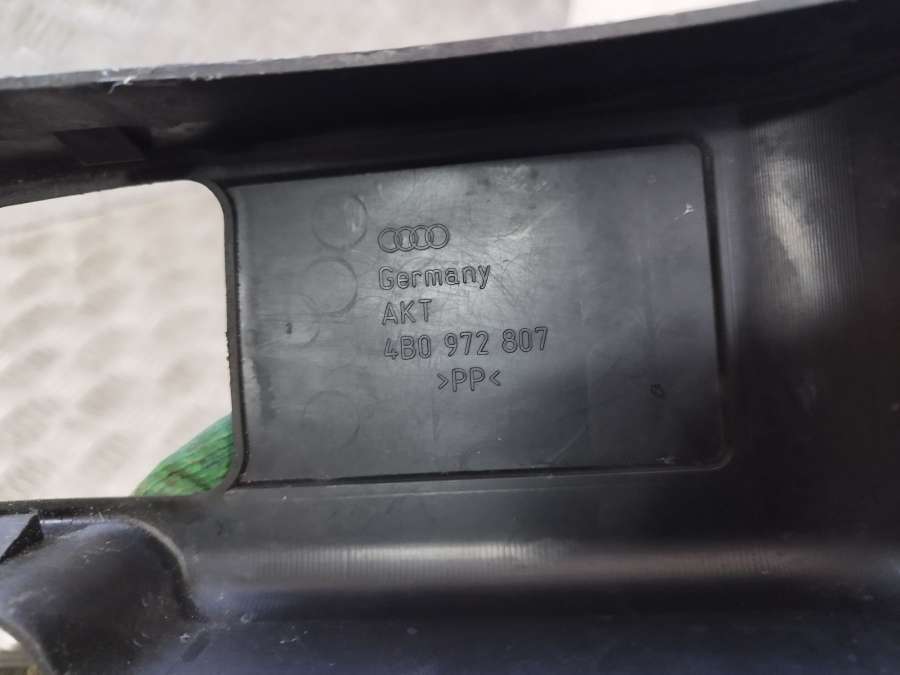 Germany
AKT
4B0 972 807
>PP<